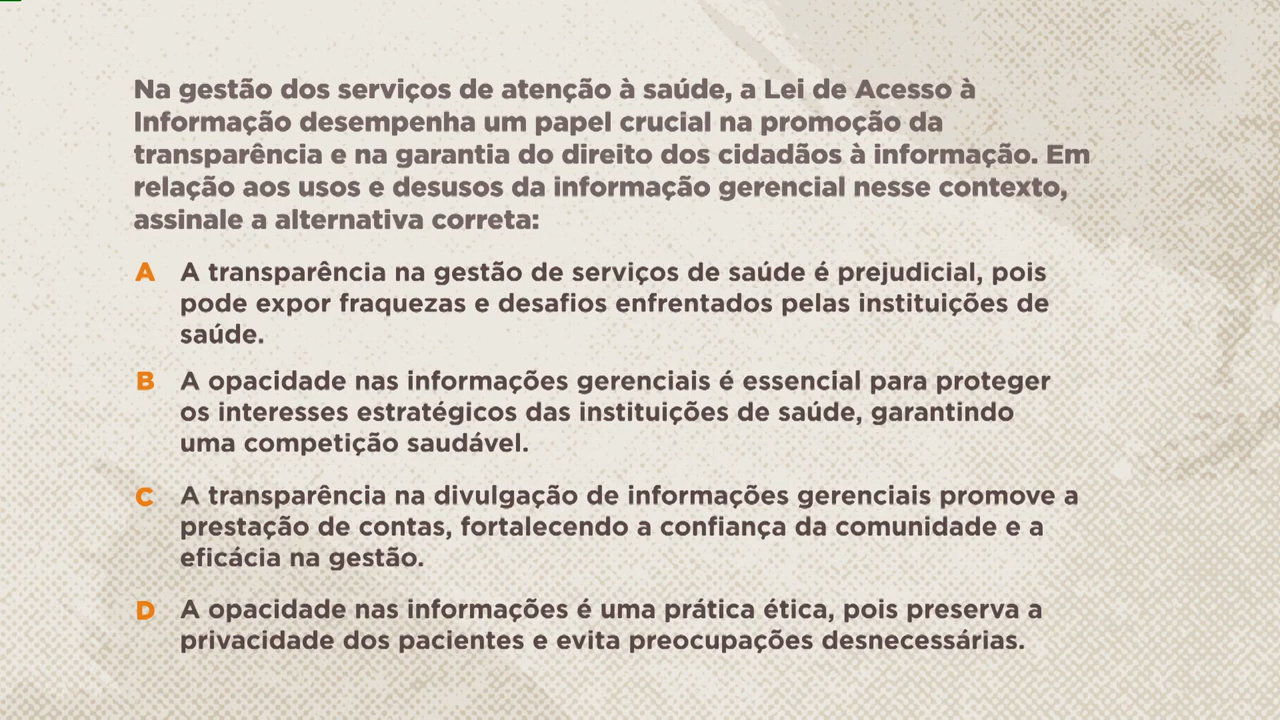 Na gestão dos serviços de atenção à saúde, a Lei de Acesso à
Informação desempenha um papel crucial na promoção da
transparência e na garantia do direito dos cidadãos à informação. Em
relação aos usos e desusos da informação gerencial nesse contexto,
assinale a alternativa correta:
A A transparência na gestão de serviços de saúde é prejudicial, pois
pode expor fraquezas e desafios enfrentados pelas instituições de
saúde.
B A opacidade nas informações gerenciais é essencial para proteger
os interesses estratégicos das instituições de saúde, garantindo
uma competição saudável.
C A transparência na divulgação de informações gerenciais promove a
prestação de contas, fortalecendo a confiança da comunidade e a
eficácia na gestão.
D A opacidade nas informações é uma prática ética, pois preserva a
privacidade dos pacientes e evita preocupações desnecessárias.